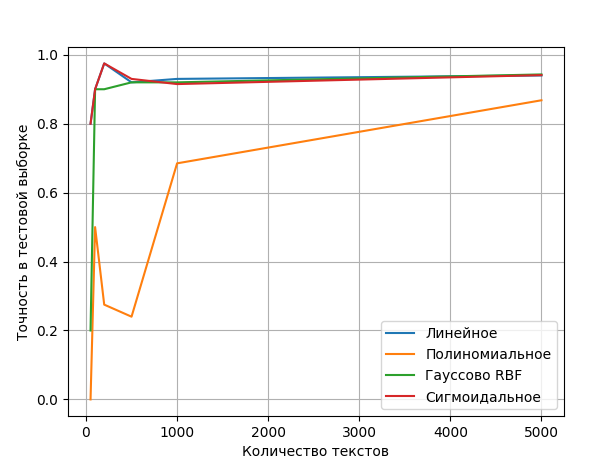 1.0
0.8
0.6
0.4
0.2
0.0
Точность в тестовой выборке
Линейное
Полиномиальное
Гауссово RBF
Сигмоидальное
0 1000 2000 3000 4000 5000
Количество текстов